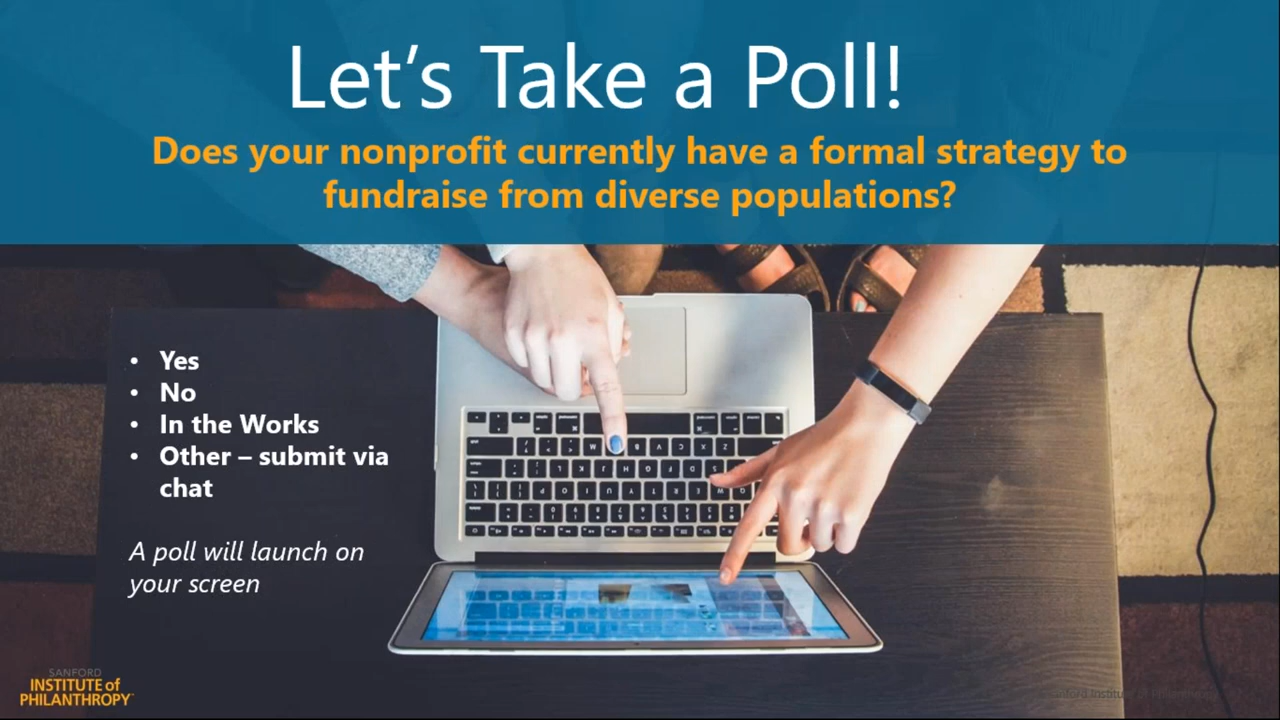 Let's Take a Poll!
Does your nonprofit currently have a formal strategy to
fundraise from diverse populations?
• Yes
• No
• In the Works
• Other – submit via
chat
A poll will launch on
your screen
SANFORD
INSTITUTE of
PHILANTHROPY